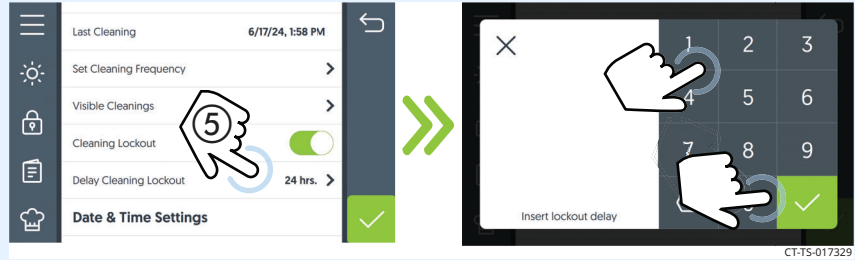 Last Cleaning 6/17/24, 1:58 PM
Set Cleaning Frequency
Visible Cleanings
Cleaning Lockout
Delay Cleaning Lockout 24 hrs.
Date & Time Settings
5
1 2 3
4 5 6
7 8 9
Insert lockout delay
CT-TS-017329